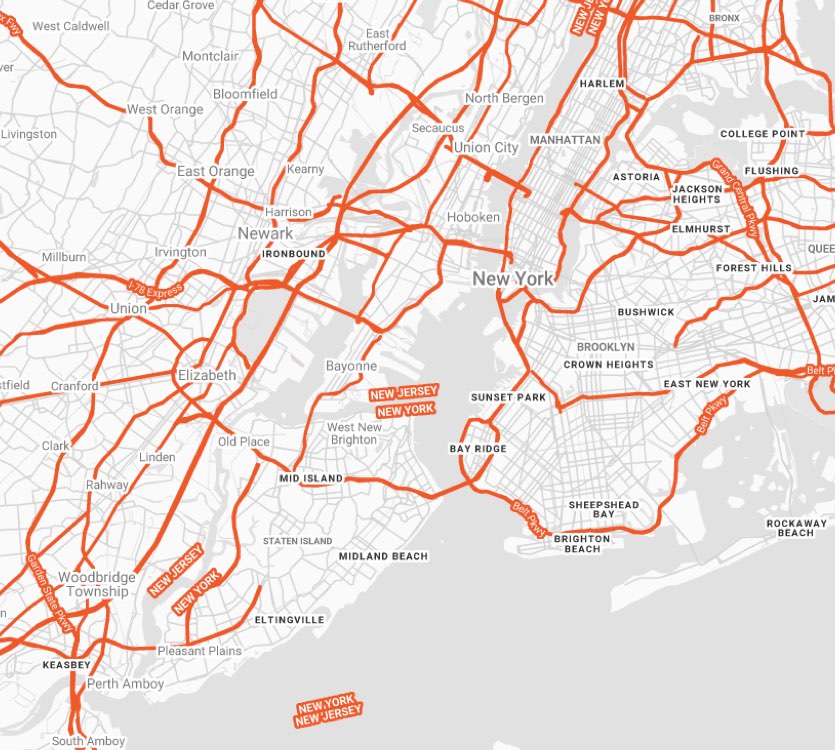 Cedar Grove
West Caldwell
East
Rutherford
NEW YORK
BRONX
Montclair
Bloomfield
HARLEM
North Bergen
West Orange
Secaucus
Livingston
COLLEGE POINT
Union City
MANHATTAN
East Orange
Kearny
ASTORIA
FLUSHING
Grand Central Pkwy
JACKSON
HEIGHTS
Harrison
Hoboken
Newark
ELMHURST
Irvington
IRONBOUND
Millburn
FOREST HILLS
New York
I-78 Express
Union
BUSHWICK
BROOKLYN
CROWN HEIGHTS
Bayonne
Elizabeth
Cranford
EAST NEW YORK
NEW JERSEY
NEW YORK
SUNSET PARK
Belt Pkwy
West New
Brighton
Old Place
Clark
BAY RIDGE
Linden
MID ISLAND
Rahway
Belt Pkwy
SHEEPSHEAD
BAY
ROCKAWAY
BEACH
STATEN ISLAND
BRIGHTON
BEACH
MIDLAND BEACH
NEW JERSEY
NEW YORK
Woodbridge
Township
Garden State Pkwy
ELTINGVILLE
Pleasant Plains
KEASBEY
Perth Amboy
NEW YORK
NEW JERSEY
South Amboy